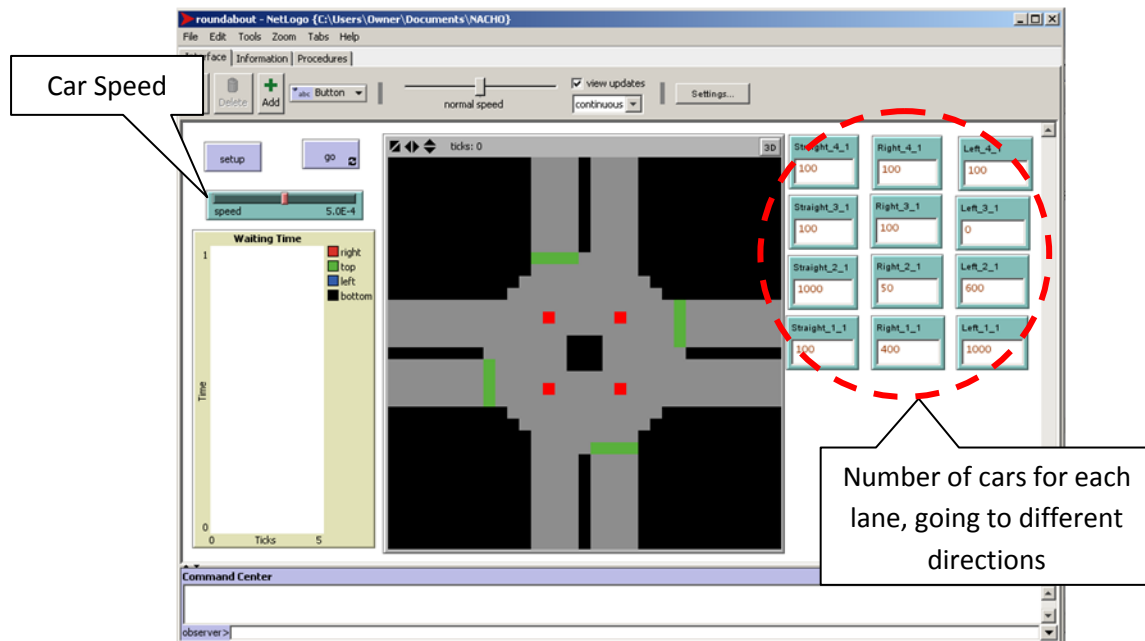 roundabout - NetLogo {C:\Users\Owner\Documents\NACHO}
File Edit Tools Zoom Tabs Help
Information Procedures
Car Speed
Delete
Add
abc Button
normal speed
view updates
continuous
Settings...
setup
go
ticks: 0
3D
speed 5.0E-4
Waiting Time
1
0
Time
0 Ticks 5
right
top
left
bottom
Straight_4_1 Right_4_1 Left_4_1
100 100 100
Straight_3_1 Right_3_1 Left_3_1
100 100 0
Straight_2_1 Right_2_1 Left_2_1
1000 50 600
Straight_1_1 Right_1_1 Left_1_1
100 400 1000
Number of cars for each
lane, going to different
directions
Command Center
observer>